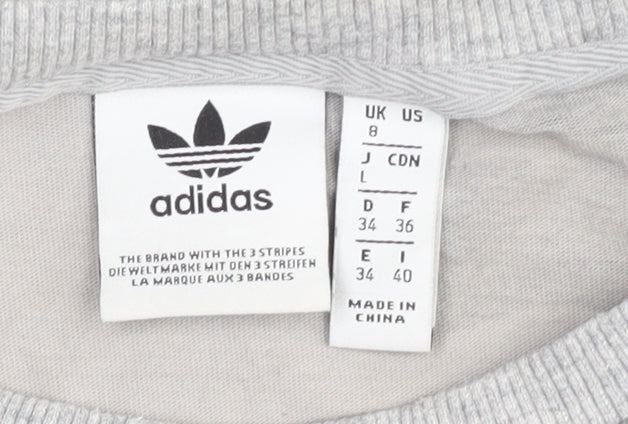 adidas
THE BRAND WITH THE 3 STRIPES
DIE WELTMARKE MIT DEN 3 STREIFEN
LA MARQUE AUX 3 BANDES
UK US
8
J CDN
L
D F
34 36
E I
34 40
MADE IN
CHINA